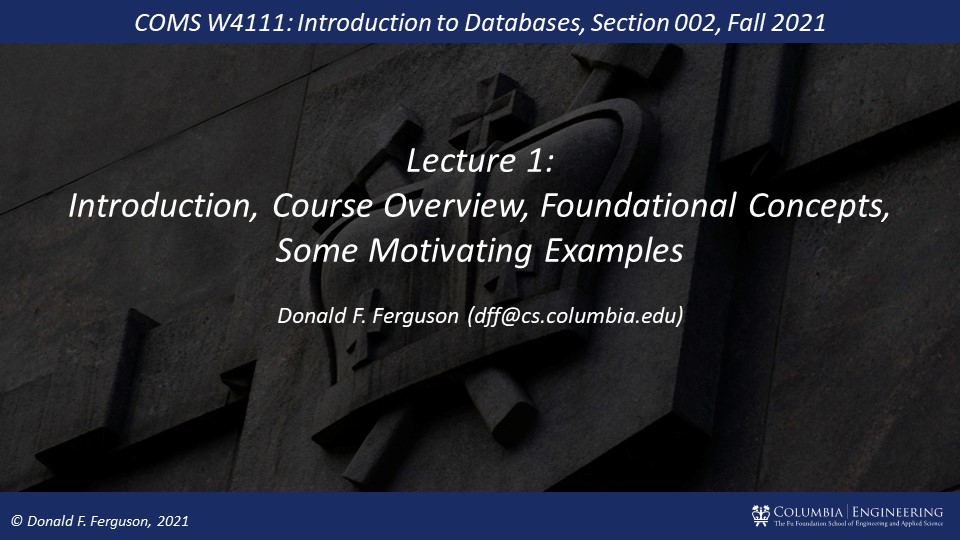 COMS W4111: Introduction to Databases, Section 002, Fall 2021
Lecture 1:
Introduction, Course Overview, Foundational Concepts,
Some Motivating Examples
Donald F. Ferguson (dff@cs.columbia.edu)
© Donald F. Ferguson, 2021
COLUMBIA | ENGINEERING
The Fu Foundation School of Engineering and Applied Science